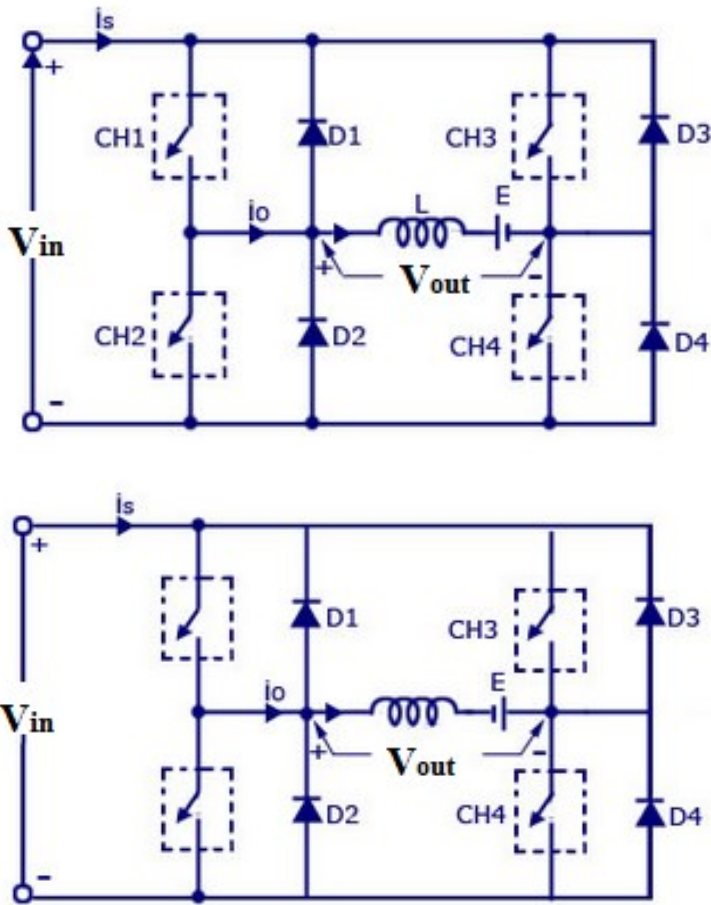 is
+
CH1
D1
CH3
D3
L
E
Vin
io
+
Vout
-
CH2
D2
CH4
D4
-
is
+
D1
CH3
D3
io
E
Vin
+
Vout
-
D2
CH4
D4
-